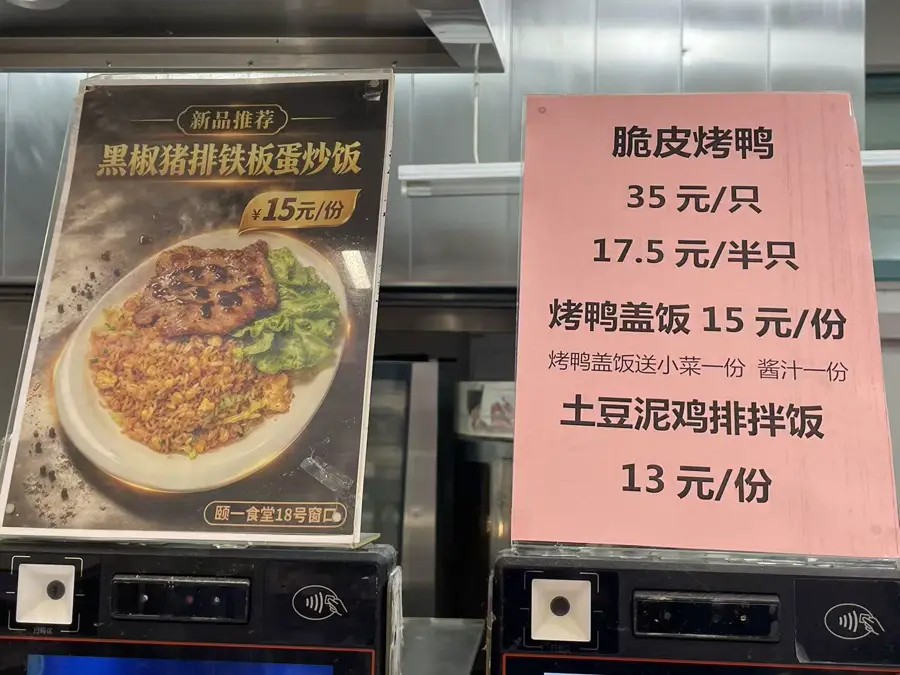 新品推荐
黑椒猪排铁板蛋炒饭
¥15元/份
颐一食堂18号窗口
脆皮烤鸭
35 元/只
17.5 元/半只
烤鸭盖饭 15 元/份
烤鸭盖饭送小菜一份 酱汁一份
土豆泥鸡排拌饭
13 元/份